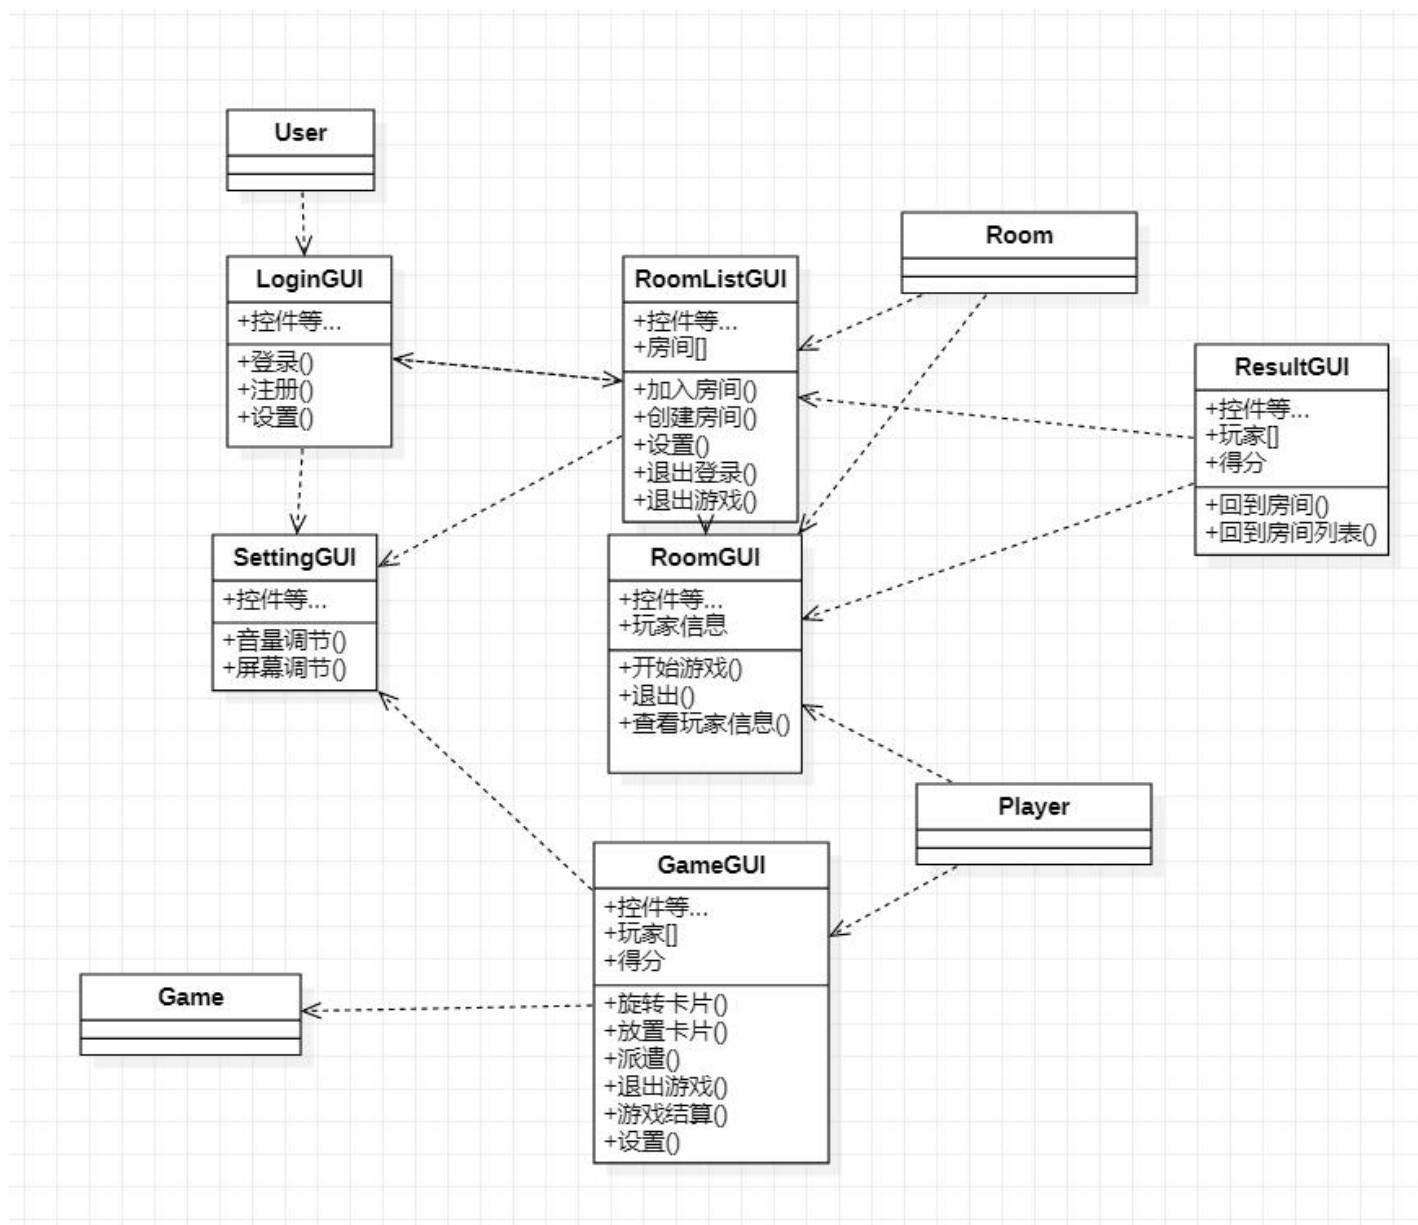 User
LoginGUI
+控件等...
+登录()
+注册()
+设置()
RoomListGUI
+控件等...
+房间[]
+加入房间()
+创建房间()
+设置()
+退出登录()
+退出游戏()
Room
ResultGUI
+控件等...
+玩家[]
+得分
+回到房间()
+回到房间列表()
SettingGUI
+控件等...
+音量调节()
+屏幕调节()
RoomGUI
+控件等...
+玩家信息
+开始游戏()
+退出()
+查看玩家信息()
Player
GameGUI
+控件等...
+玩家[]
+得分
+旋转卡片()
+放置卡片()
+派遣()
+退出游戏()
+游戏结算()
+设置()
Game